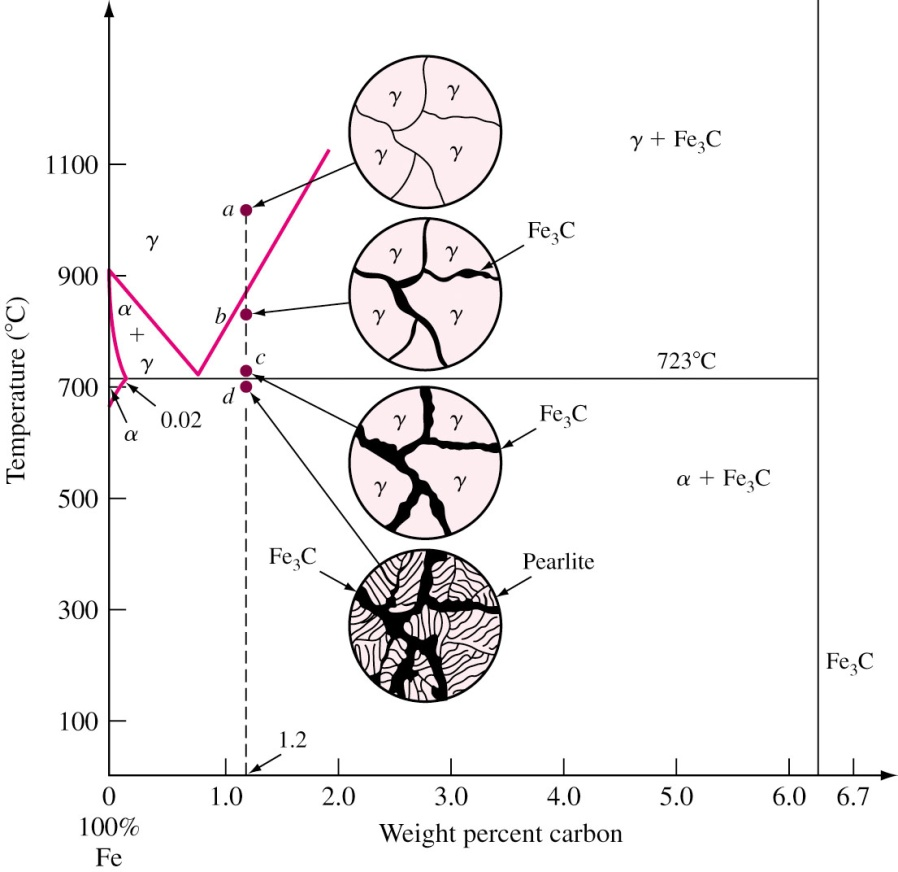 γ γ
γ γ
γ + Fe₃C
1100
a
γ
Fe₃C
900
γ γ
α
+
γ
b
γ γ
c
723°C
700
d
0.02
α
γ γ
Fe₃C
γ γ
α + Fe₃C
500
Fe₃C
Pearlite
300
Fe₃C
100
1.2
Temperature (°C)
0 1.0 2.0 3.0 4.0 5.0 6.0 6.7
100%
Fe
Weight percent carbon